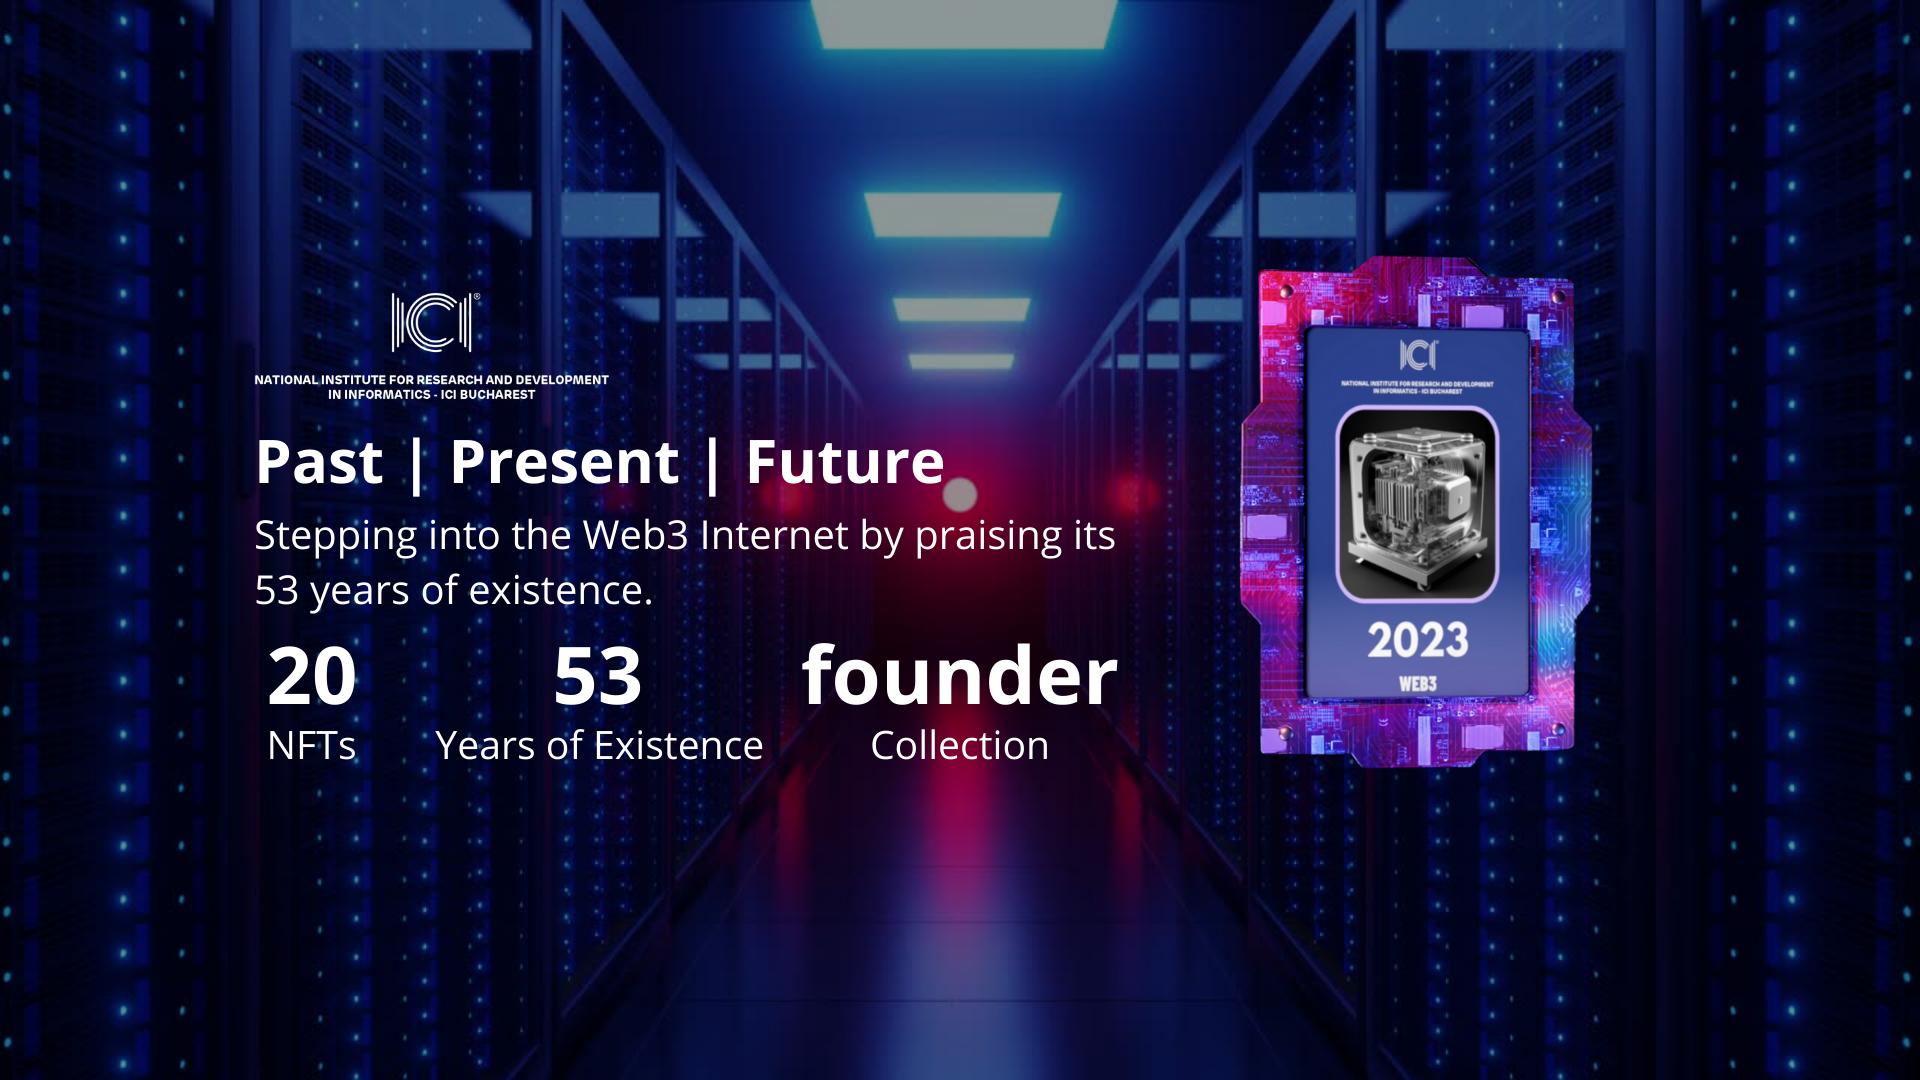 ICI®
NATIONAL INSTITUTE FOR RESEARCH AND DEVELOPMENT
IN INFORMATICS - ICI BUCHAREST
Past | Present | Future
Stepping into the Web3 Internet by praising its
53 years of existence.
20
NFTs
53
Years of Existence
founder
Collection
ICI
NATIONAL INSTITUTE FOR RESEARCH AND DEVELOPMENT
IN INFORMATICS - ICI BUCHAREST
2023
WEB3